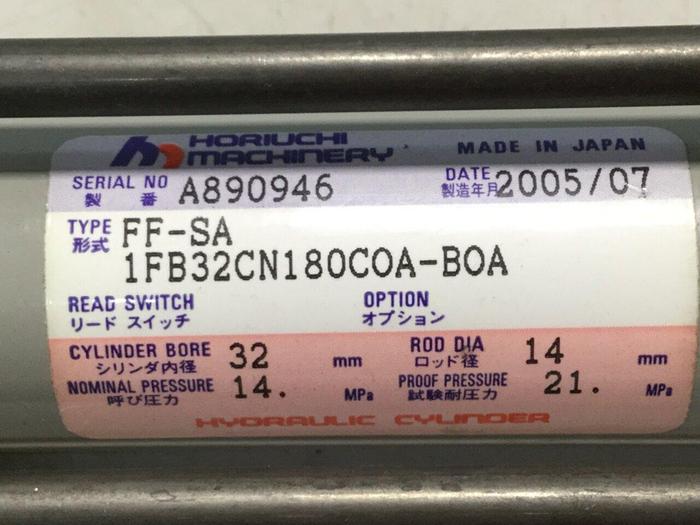 HORIUCHI
MACHINERY MADE IN JAPAN
SERIAL NO A890946 DATE 2005/07
製 番 製造年月
TYPE FF-SA
形式 1FB32CN180COA-BOA
READ SWITCH OPTION
リード スイッチ オプション
CYLINDER BORE 32 mm ROD DIA 14 mm
シリンダ内径 ロッド径
NOMINAL PRESSURE 14. MPa PROOF PRESSURE 21. MPa
呼び圧力 試験耐圧力
HYDRAULIC CYLINDER